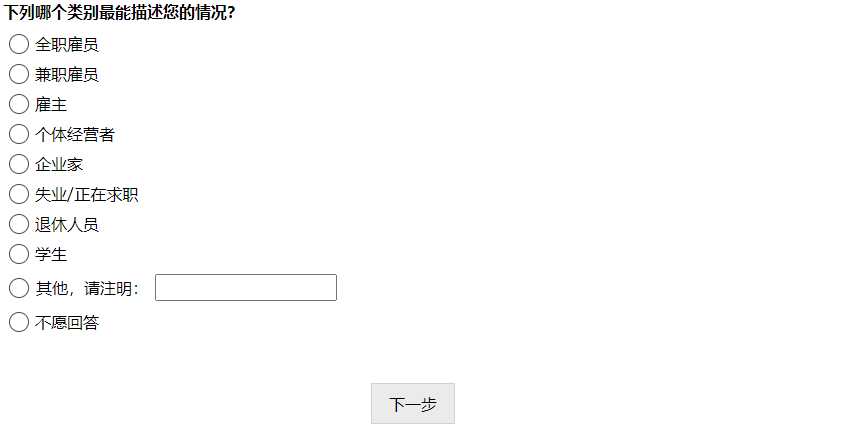 下列哪个类别最能描述您的情况？
全职雇员
兼职雇员
雇主
个体经营者
企业家
失业/正在求职
退休人员
学生
其他，请注明：
不愿回答
下一步